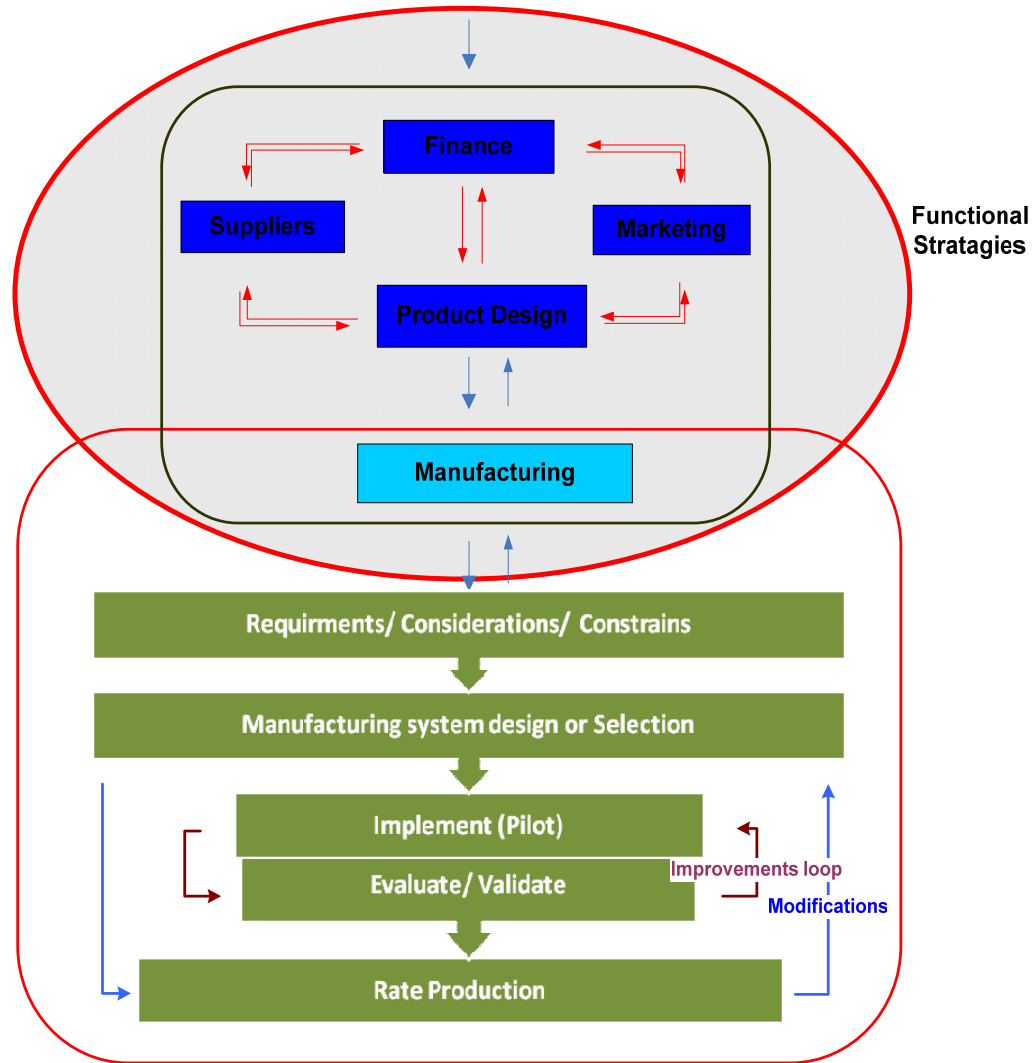 Finance
Suppliers
Marketing
Functional
Stratagies
Product Design
Manufacturing
Requirments/ Considerations/ Constrains
Manufacturing system design or Selection
Implement (Pilot)
Improvements loop
Evaluate/ Validate
Modifications
Rate Production